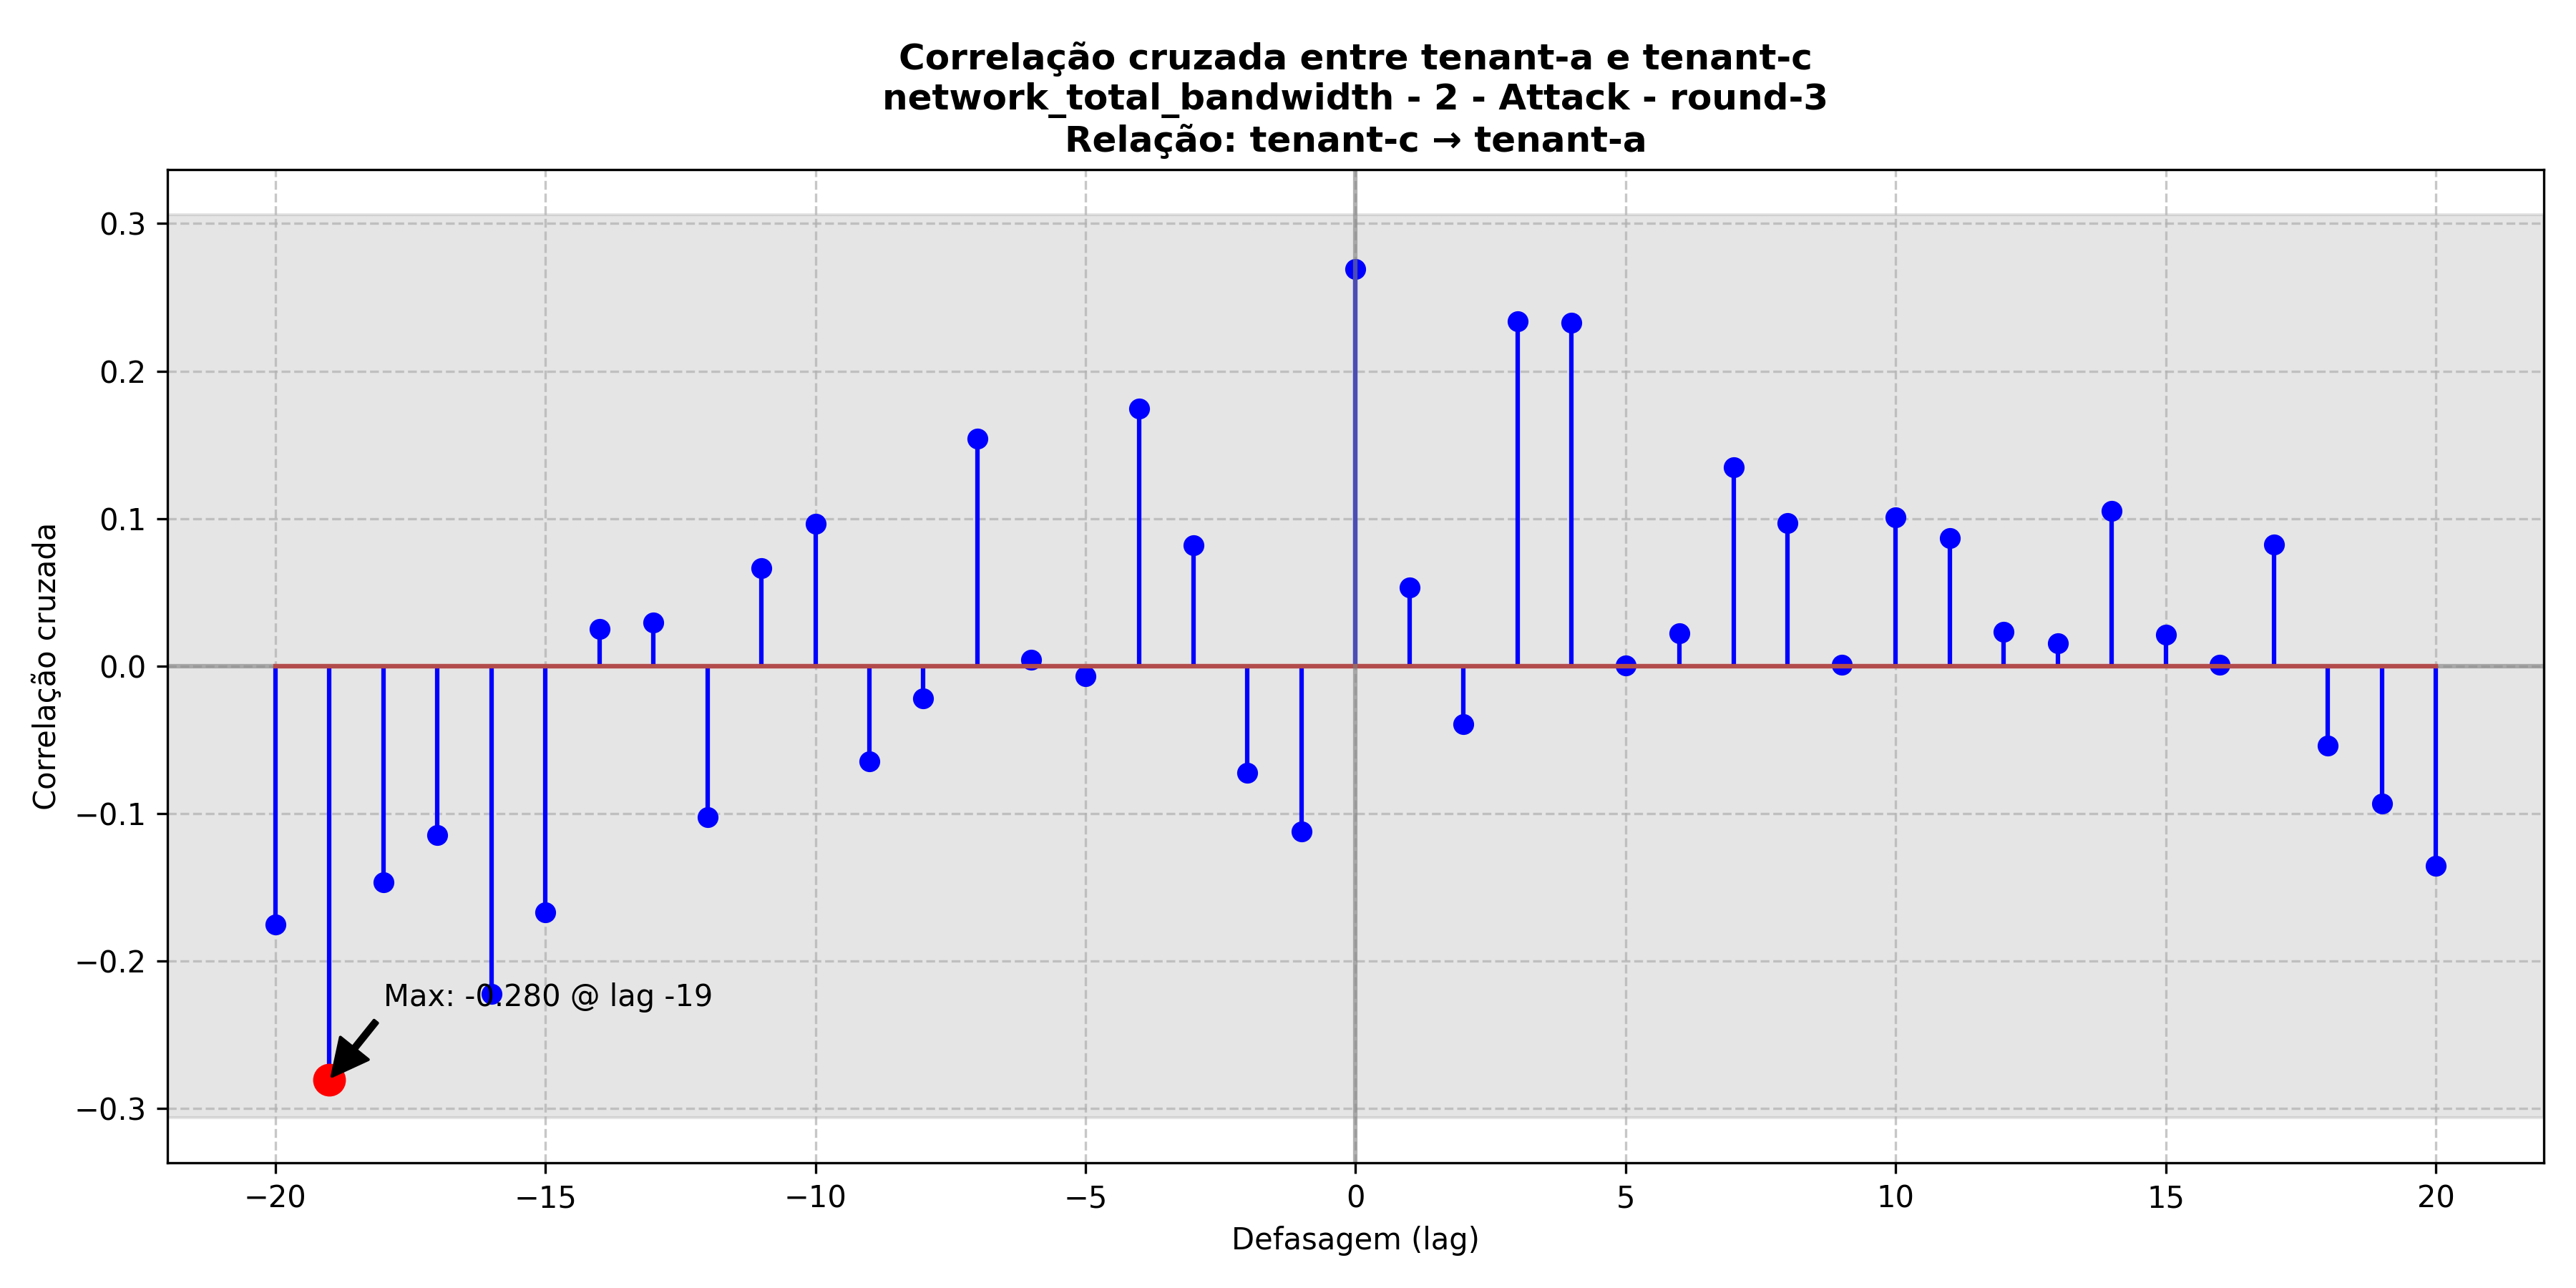 Correlação cruzada entre tenant-a e tenant-c
network_total_bandwidth - 2 - Attack - round-3
Relação: tenant-c → tenant-a
Correlação cruzada
0.3
0.2
0.1
0.0
−0.1
−0.2
−0.3
Max: -0.280 @ lag -19
−20
−15
−10
−5
0
5
10
15
20
Defasagem (lag)